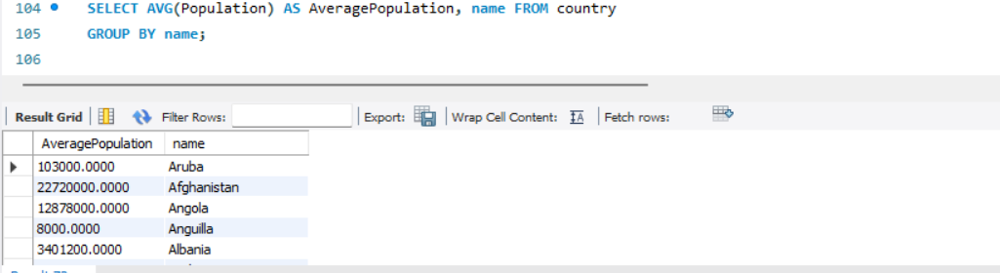 104 SELECT AVG(Population) AS AveragePopulation, name FROM country
105 GROUP BY name;
106
Result Grid Filter Rows: Export: Wrap Cell Content: IA Fetch rows:
AveragePopulation name
103000.0000 Aruba
22720000.0000 Afghanistan
12878000.0000 Angola
8000.0000 Anguilla
3401200.0000 Albania